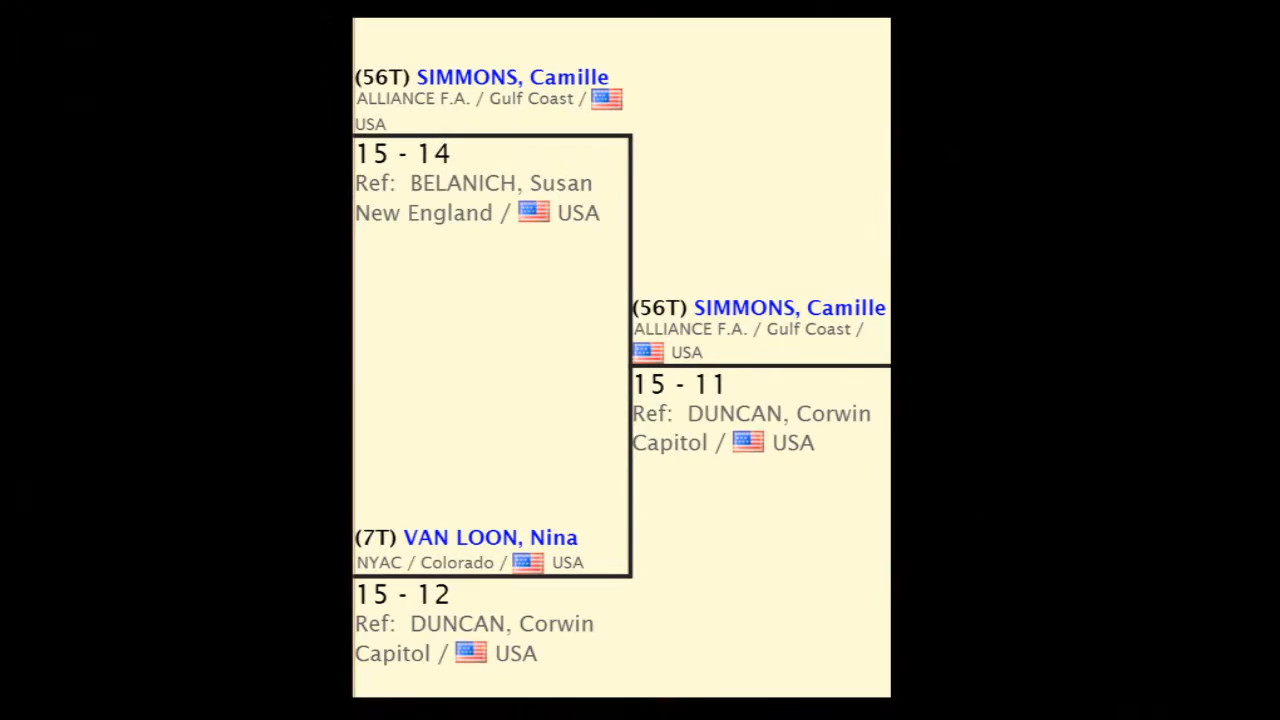 (56T) SIMMONS, Camille
ALLIANCE F.A. / Gulf Coast /
USA
15 - 14
Ref: BELANICH, Susan
New England / USA
(56T) SIMMONS, Camille
ALLIANCE F.A. / Gulf Coast /
USA
15 - 11
Ref: DUNCAN, Corwin
Capitol / USA
(7T) VAN LOON, Nina
NYAC / Colorado / USA
15 - 12
Ref: DUNCAN, Corwin
Capitol / USA